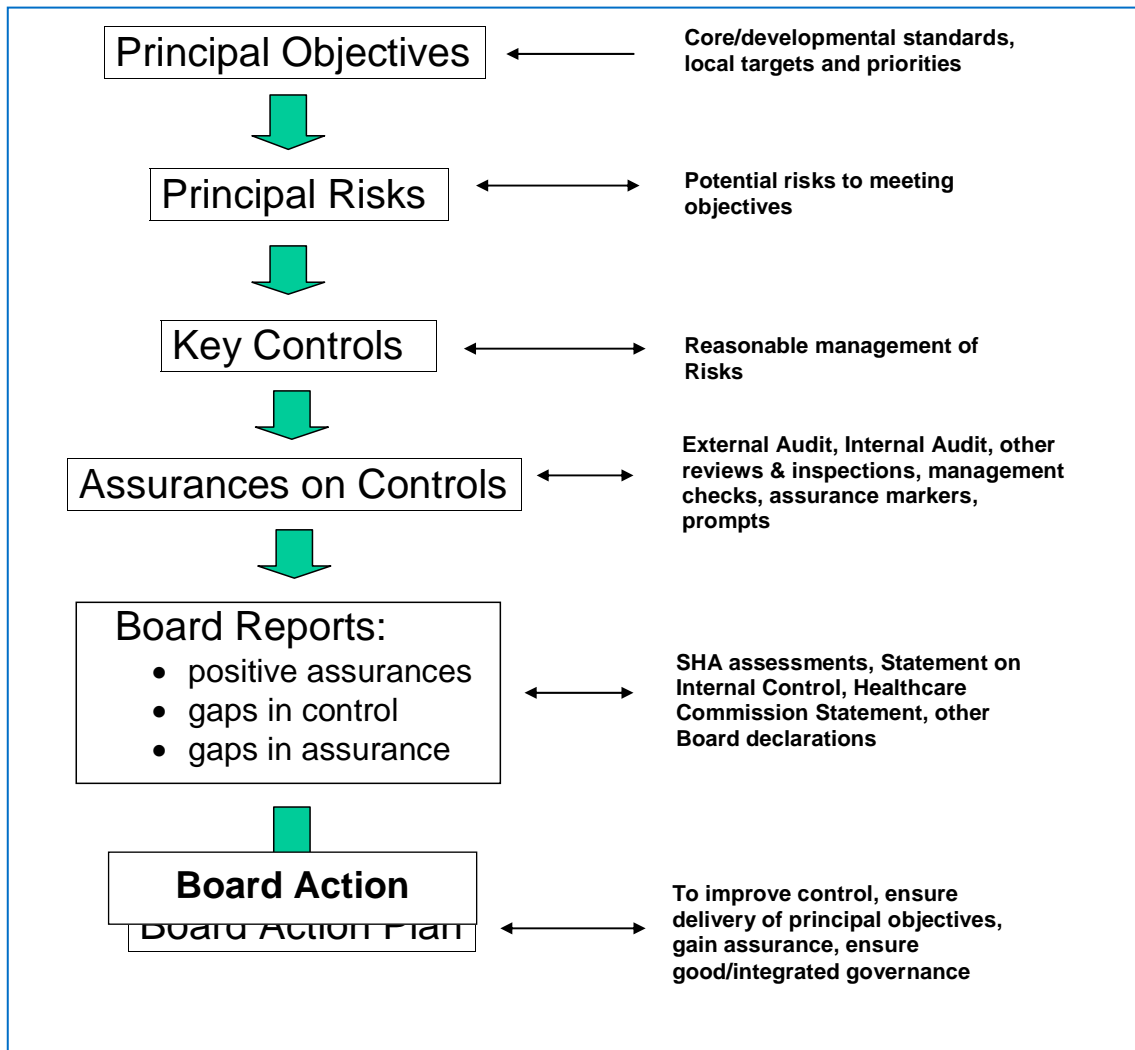 Principal Objectives
Core/developmental standards,
local targets and priorities
Principal Risks
Potential risks to meeting
objectives
Key Controls
Reasonable management of
Risks
Assurances on Controls
External Audit, Internal Audit, other
reviews & inspections, management
checks, assurance markers,
prompts
Board Reports:
• positive assurances
• gaps in control
• gaps in assurance
SHA assessments, Statement on
Internal Control, Healthcare
Commission Statement, other
Board declarations
Board Action
Board Action Plan
To improve control, ensure
delivery of principal objectives,
gain assurance, ensure
good/integrated governance